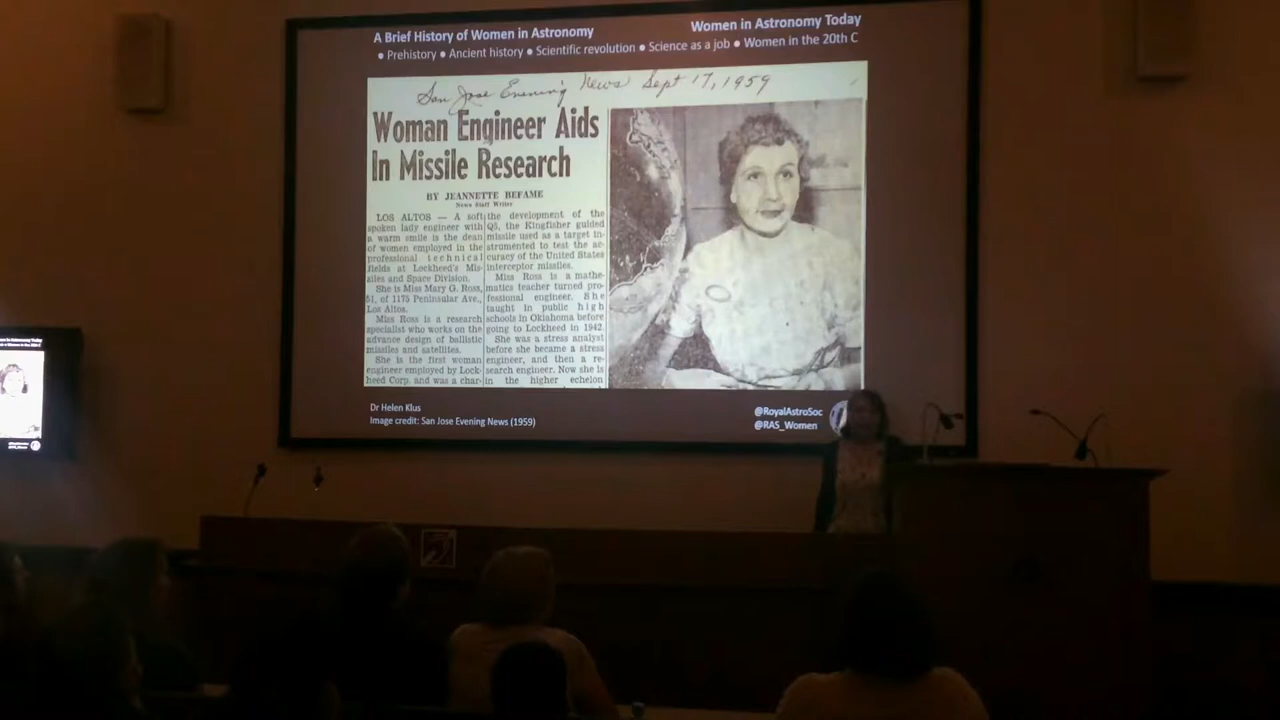 A Brief History of Women in Astronomy
Women in Astronomy Today
● Prehistory ● Ancient history ● Scientific revolution ● Science as a job ● Women in the 20th C
San Jose Evening News Sept 17, 1959
Woman Engineer Aids
In Missile Research
BY JEANNETTE BEFAME
News Staff Writer
LOS ALTOS — A soft
spoken lady engineer with
a warm smile is the dean
of women employed in the
professional technical
fields at Lockheed's Mis-
siles and Space Division.
She is Miss Mary G. Ross,
51, of 1175 Peninsular Ave.,
Los Altos.
Miss Ross is a research
specialist who works on the
advance design of ballistic
missiles and satellites.
She is the first woman
engineer employed by Lock-
heed Corp. and was a char-
the development of the
Q5, the Kingfisher guided
missile used as a target in-
strumented to test the ac-
curacy of the United States
interceptor missiles.
Miss Ross is a mathe-
matics teacher turned pro-
fessional engineer. She
taught in public high
schools in Oklahoma before
going to Lockheed in 1942.
She was a stress analyst
before she became a stress
engineer, and then a re-
search engineer. Now she is
in the higher echelon
Dr Helen Klus
Image credit: San Jose Evening News (1959)
@RoyalAstroSoc
@RAS_Women